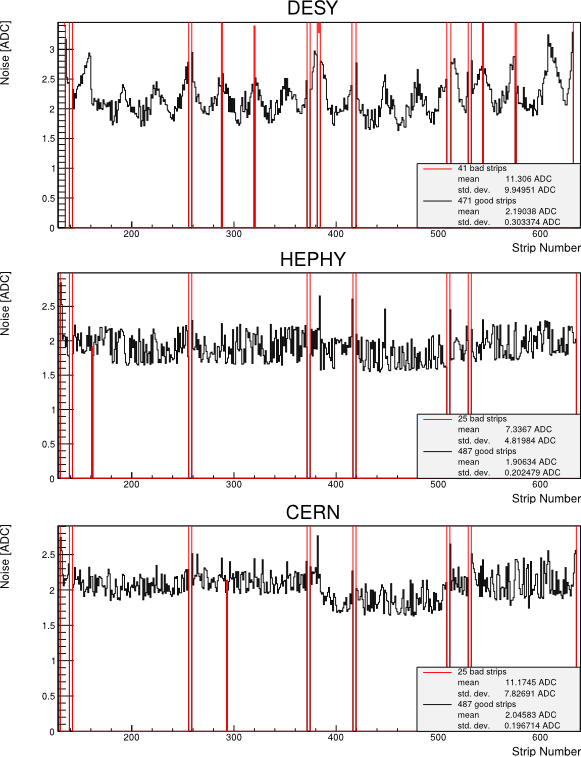 DESY
Noise [ADC]
3
2.5
2
1.5
1
0.5
0
200 300 400 500 600
Strip Number
41 bad strips
mean 11.306 ADC
std. dev. 9.94951 ADC
471 good strips
mean 2.19038 ADC
std. dev. 0.303374 ADC
HEPHY
Noise [ADC]
2.5
2
1.5
1
0.5
0
200 300 400 500 600
Strip Number
25 bad strips
mean 7.3367 ADC
std. dev. 4.81984 ADC
487 good strips
mean 1.90634 ADC
std. dev. 0.202479 ADC
CERN
Noise [ADC]
2.5
2
1.5
1
0.5
0
200 300 400 500 600
Strip Number
25 bad strips
mean 11.1745 ADC
std. dev. 7.82691 ADC
487 good strips
mean 2.04583 ADC
std. dev. 0.196714 ADC